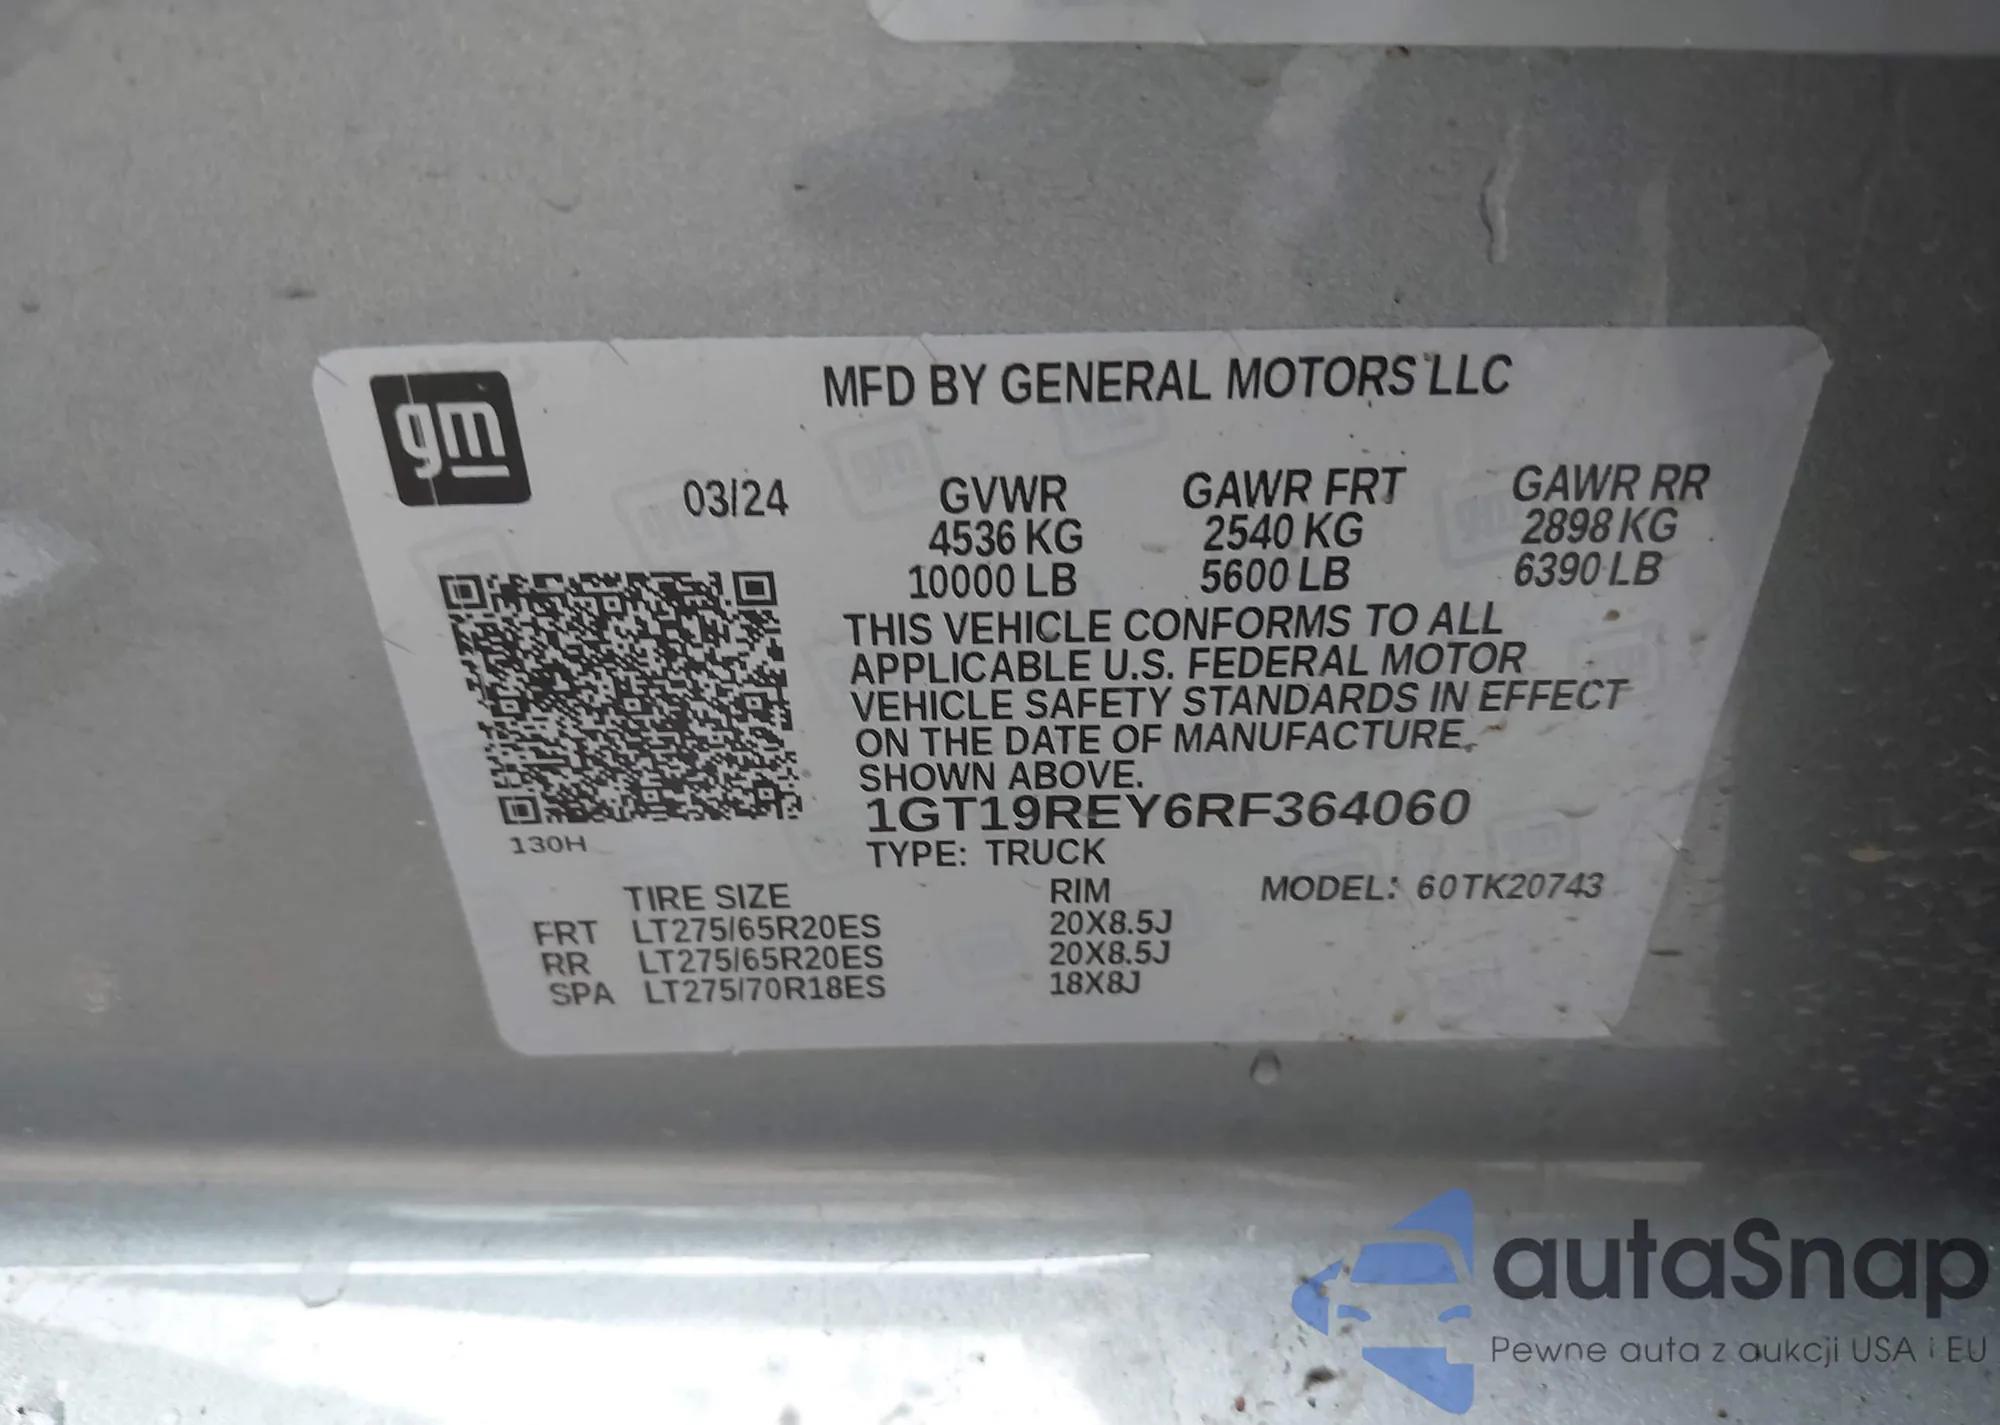 gm
MFD BY GENERAL MOTORS LLC
03/24 GVWR GAWR FRT GAWR RR
4536 KG 2540 KG 2898 KG
10000 LB 5600 LB 6390 LB
THIS VEHICLE CONFORMS TO ALL
APPLICABLE U.S. FEDERAL MOTOR
VEHICLE SAFETY STANDARDS IN EFFECT
ON THE DATE OF MANUFACTURE
SHOWN ABOVE.
1GT19REY6RF364060
130H
TYPE: TRUCK
TIRE SIZE RIM MODEL: 60TK20743
FRT LT275/65R20ES 20X8.5J
RR LT275/65R20ES 20X8.5J
SPA LT275/70R18ES 18X8J
autaSnap
Pewne auta z aukcji USA i EU